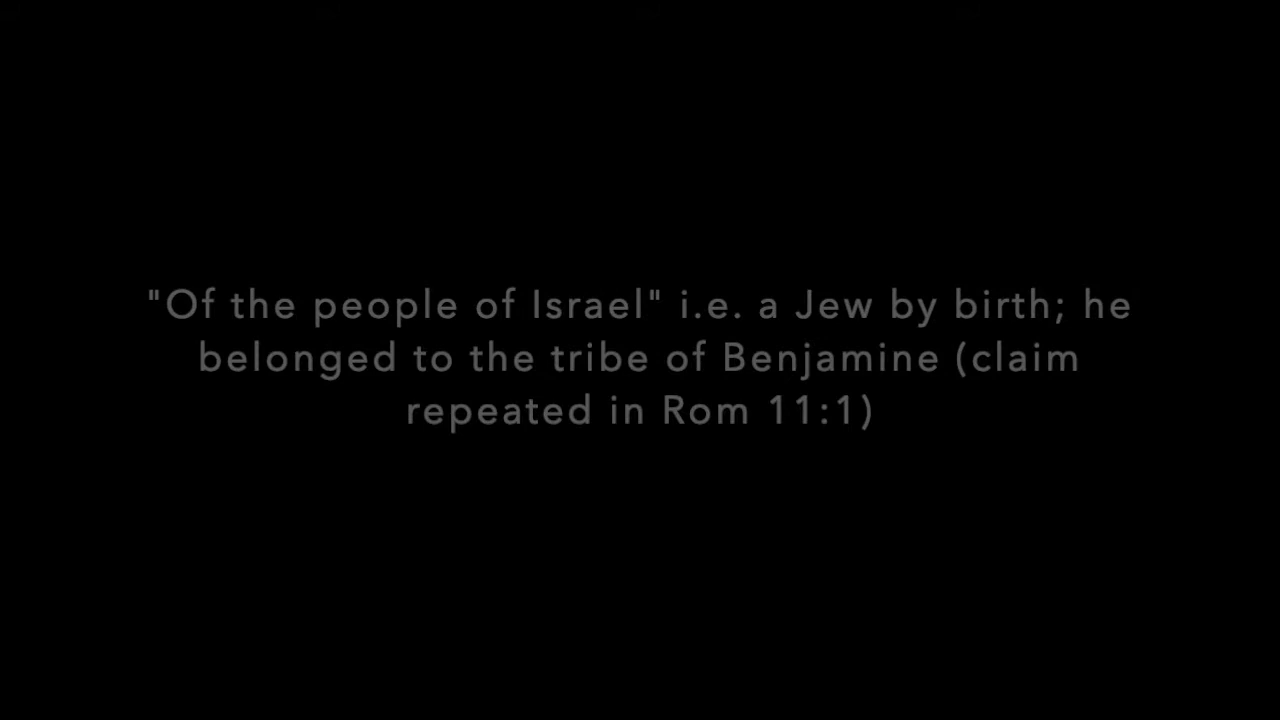 "Of the people of Israel" i.e. a Jew by birth; he
belonged to the tribe of Benjamine (claim
repeated in Rom 11:1)